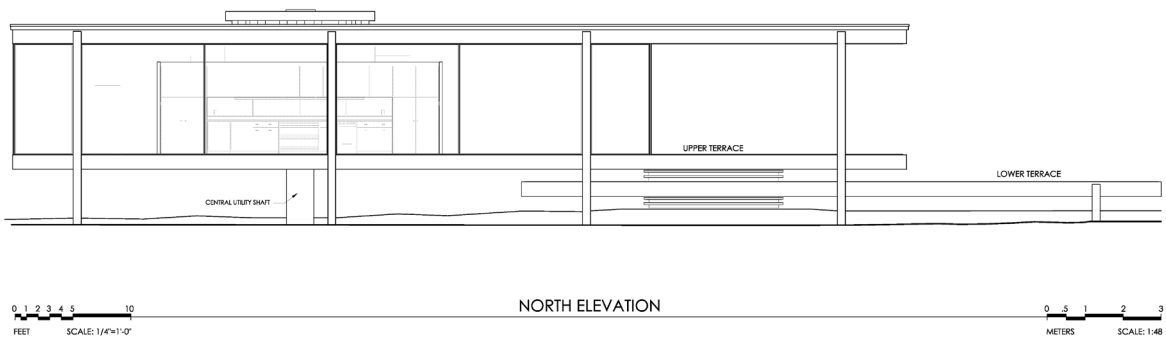 UPPER TERRACE
LOWER TERRACE
CENTRAL UTILITY SHAFT
NORTH ELEVATION
0 1 2 3 4 5 10
FEET SCALE: 1/4"=1'-0"
0 .5 1 2 3
METERS SCALE: 1:48